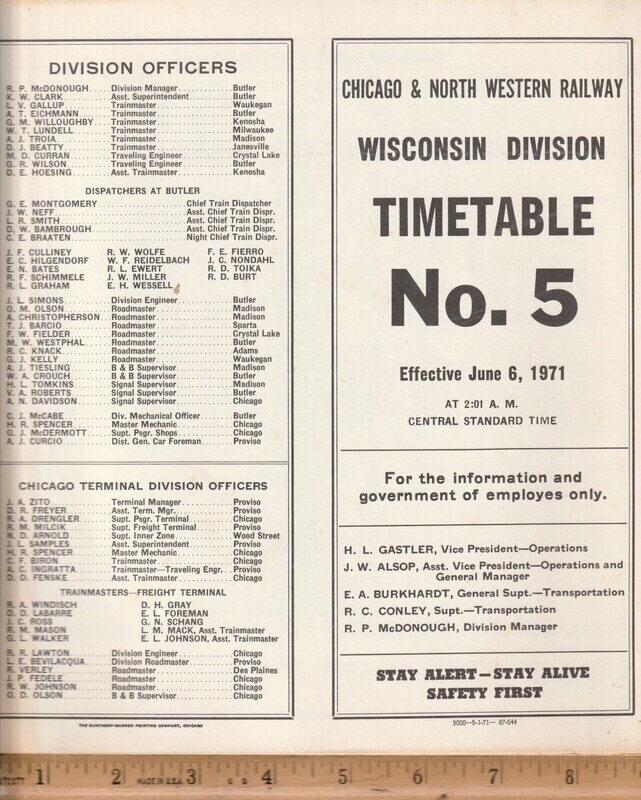 DIVISION OFFICERS
R. P. McDONOUGH.....Division Manager..........Butler
K. W. CLARK..........Asst. Superintendent.......Butler
L. V. GALLUP..........Trainmaster..........Waukegan
A. T. EICHMANN..........Trainmaster..........Butler
G. M. WILLOUGHBY.....Trainmaster..........Kenosha
W. T. LUNDELL..........Trainmaster..........Milwaukee
A. J. TROIA..........Trainmaster..........Madison
D. J. BEATTY..........Trainmaster..........Janesville
M. D. CURRAN..........Traveling Engineer..........Crystal Lake
G. R. WILSON..........Traveling Engineer..........Butler
D. E. HOESING..........Asst. Trainmaster..........Kenosha
DISPATCHERS AT BUTLER
G. E. MONTGOMERY..........Chief Train Dispatcher
J. W. NEFF..........Asst. Chief Train Dispr.
L. R. SMITH..........Asst. Chief Train Dispr.
D. W. BAMBROUGH..........Asst. Chief Train Dispr.
C. E. BRAATEN..........Night Chief Train Dispr.
J. F. CULLINEY R. W. WOLFE F. E. FIERRO
E. C. HILGENDORF W. F. REIDELBACH J. C. NONDAHL
E. N. BATES R. L. EWERT R. D. TOIKA
R. F. SCHIMMELE J. W. MILLER R. D. BURT
R. L. GRAHAM E. H. WESSELL
J. L. SIMONS..........Division Engineer..........Butler
O. M. OLSON..........Roadmaster..........Madison
A. CHRISTOPHERSON.....Roadmaster..........Madison
T. J. BARCIO..........Roadmaster..........Sparta
F. W. FIELDER..........Roadmaster..........Crystal Lake
M. W. WESTPHAL..........Roadmaster..........Butler
R. C. KNACK..........Roadmaster..........Adams
G. J. KELLY..........Roadmaster..........Waukegan
A. J. TIESLING..........B & B Supervisor..........Madison
W. A. CROUCH..........B & B Supervisor..........Butler
H. L. TOMKINS..........Signal Supervisor..........Madison
V. A. ROBERTS..........Signal Supervisor..........Butler
A. N. DAVIDSON..........Signal Supervisor..........Chicago
C. J. McCABE..........Div. Mechanical Officer.....Butler
H. R. SPENCER..........Master Mechanic..........Chicago
G. J. McDERMOTT.....Supt. Psgr. Shops..........Chicago
A. J. CURCIO..........Dist. Gen. Car Foreman.....Proviso
CHICAGO TERMINAL DIVISION OFFICERS
J. A. ZITO..........Terminal Manager..........Proviso
D. R. FREYER..........Asst. Term. Mgr...........Proviso
R. A. DRENGLER..........Supt. Psgr. Terminal..........Chicago
R. M. MILCIK..........Supt. Freight Terminal.....Proviso
N. D. ARNOLD..........Supt. Inner Zone..........Wood Street
J. L. SAMPLES..........Asst. Superintendent.......Proviso
H. R. SPENCER..........Master Mechanic..........Chicago
C. F. BIRON..........Trainmaster..........Chicago
A. C. INGRATTA..........Trainmaster—Traveling Engr. Proviso
D. D. FENSKE..........Asst. Trainmaster..........Chicago
TRAINMASTERS—FREIGHT TERMINAL
R. A. WINDISCH D. H. GRAY
D. D. LABARRE E. L. FOREMAN
J. C. ROSS G. N. SCHANG
R. M. MASON L. M. MACK, Asst. Trainmaster
G. L. WALKER E. L. JOHNSON, Asst. Trainmaster
R. R. LAWTON..........Division Engineer..........Chicago
L. E. BEVILACQUA.....Division Roadmaster..........Proviso
R. VERLEY..........Roadmaster..........Des Plaines
J. P. FEDELE..........Roadmaster..........Chicago
R. W. JOHNSON..........Roadmaster..........Chicago
O. D. OLSON..........B & B Supervisor..........Chicago
THE GUNTHORP-WARREN PRINTING COMPANY, CHICAGO
CHICAGO & NORTH WESTERN RAILWAY
WISCONSIN DIVISION
TIMETABLE
No. 5
Effective June 6, 1971
AT 2:01 A. M.
CENTRAL STANDARD TIME
For the information and
government of employes only.
H. L. GASTLER, Vice President—Operations
J. W. ALSOP, Asst. Vice President—Operations and
General Manager
E. A. BURKHARDT, General Supt.—Transportation
R. C. CONLEY, Supt.—Transportation
R. P. McDONOUGH, Division Manager
STAY ALERT—STAY ALIVE
SAFETY FIRST
9000—5-1-71— 87-544
1 2 MADE IN U.S.A. 3 4 5 6 7 8